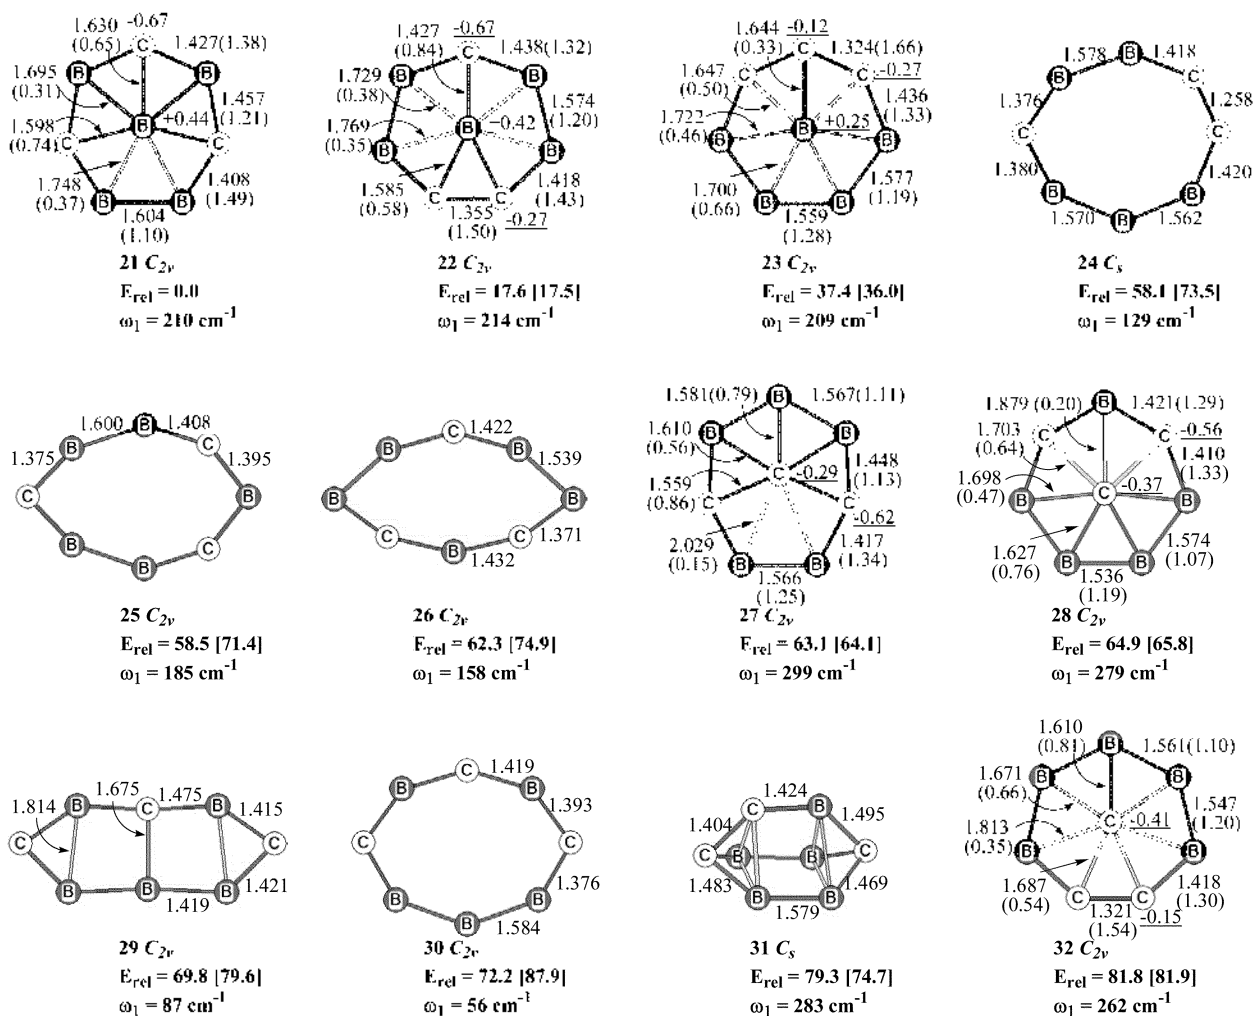 1.630 -0.67
(0.65) C 1.427(1.38)
1.695 B B
(0.31) 1.457
1.598 +0.44 (1.21)
(0.74) C B C
1.748 1.408
(0.37) B B (1.49)
1.604
(1.10)
21 C2v
Erel = 0.0
ω1 = 210 cm-1
1.427 -0.67
(0.84) C 1.438(1.32)
1.729 B B
(0.38) 1.574
1.769 B -0.42 (1.20)
(0.35) B B
1.585 1.418
(0.58) C C (1.43)
1.355 -0.27
(1.50)
22 C2v
Erel = 17.6 [17.5]
ω1 = 214 cm-1
1.644 -0.12
(0.33) C 1.324(1.66)
1.647 C C -0.27
(0.50) 1.436
1.722 +0.25 (1.33)
(0.46) B B B
1.700 1.577
(0.66) B B (1.19)
1.559
(1.28)
23 C2v
Erel = 37.4 [36.0]
ω1 = 209 cm-1
1.578 B 1.418
B C
1.376 1.258
C C
1.380 1.420
B B
1.570 B 1.562
24 Cs
Erel = 58.1 [73.5]
ω1 = 129 cm-1
1.600 B 1.408
B C
1.375 1.395
C B
B C
B
25 C2v
Erel = 58.5 [71.4]
ω1 = 185 cm-1
C 1.422
B B
1.539
B B
C C 1.371
B
1.432
26 C2v
Erel = 62.3 [74.9]
ω1 = 158 cm-1
1.581(0.79) B 1.567(1.11)
1.610 B B
(0.56) 1.448
1.559 C -0.29 (1.13)
(0.86) C C -0.62
2.029 1.417
(0.15) B B (1.34)
1.566
(1.25)
27 C2v
Erel = 63.1 [64.1]
ω1 = 299 cm-1
1.879 (0.20) B 1.421(1.29)
1.703 C C -0.56
(0.64) 1.410
1.698 (1.33)
(0.47) B C -0.37 B
1.627 1.574
(0.76) B B (1.07)
1.536
(1.19)
28 C2v
Erel = 64.9 [65.8]
ω1 = 279 cm-1
1.675 1.475
1.814 B C B 1.415
C C
B B B 1.421
1.419
29 C2v
Erel = 69.8 [79.6]
ω1 = 87 cm-1
C 1.419
B B 1.393
C C
B B 1.376
B 1.584
30 C2v
Erel = 72.2 [87.9]
ω1 = 56 cm-1
1.424
1.404 C B 1.495
C B B C
1.483 B B 1.469
1.579
31 Cs
Erel = 79.3 [74.7]
ω1 = 283 cm-1
1.610
(0.81) B 1.561(1.10)
1.671 B B
(0.66) 1.547
1.813 C -0.41 (1.20)
(0.35) B B
1.687 1.418
(0.54) C C (1.30)
1.321 -0.15
(1.54)
32 C2v
Erel = 81.8 [81.9]
ω1 = 262 cm-1